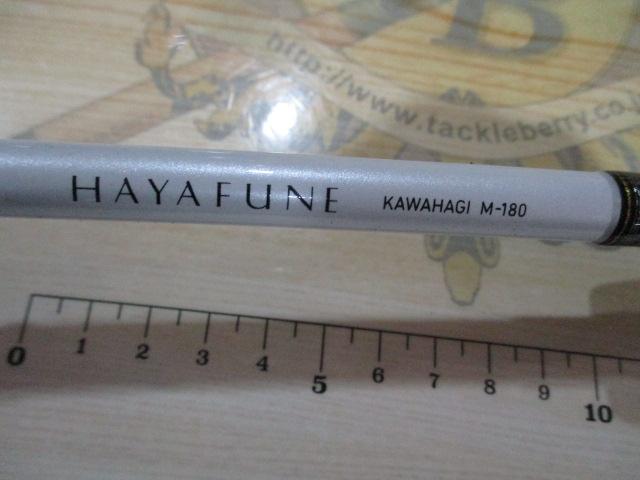 B
http://www.tackleberry.co.j
HAYAFUNE KAWAHAGI M-180
0 1 2 3 4 5 6 7 8 9 10